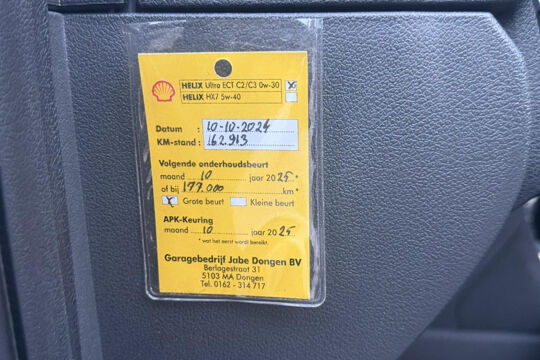 HELIX Ultra ECT C2/C3 0w-30
HELIX HX7 5w-40
Datum : 10-10-2024
KM-stand : 162.913
Volgende onderhoudsbeurt
maand 10 jaar 2025 *
of bij 177.000 km *
x Grote beurt Kleine beurt
APK-Keuring
maand 10 jaar 2025
* wat het eerst wordt bereikt.
Garagebedrijf Jabe Dongen BV
Berlagestraat 31
5103 MA Dongen
Tel. 0162 - 314 717